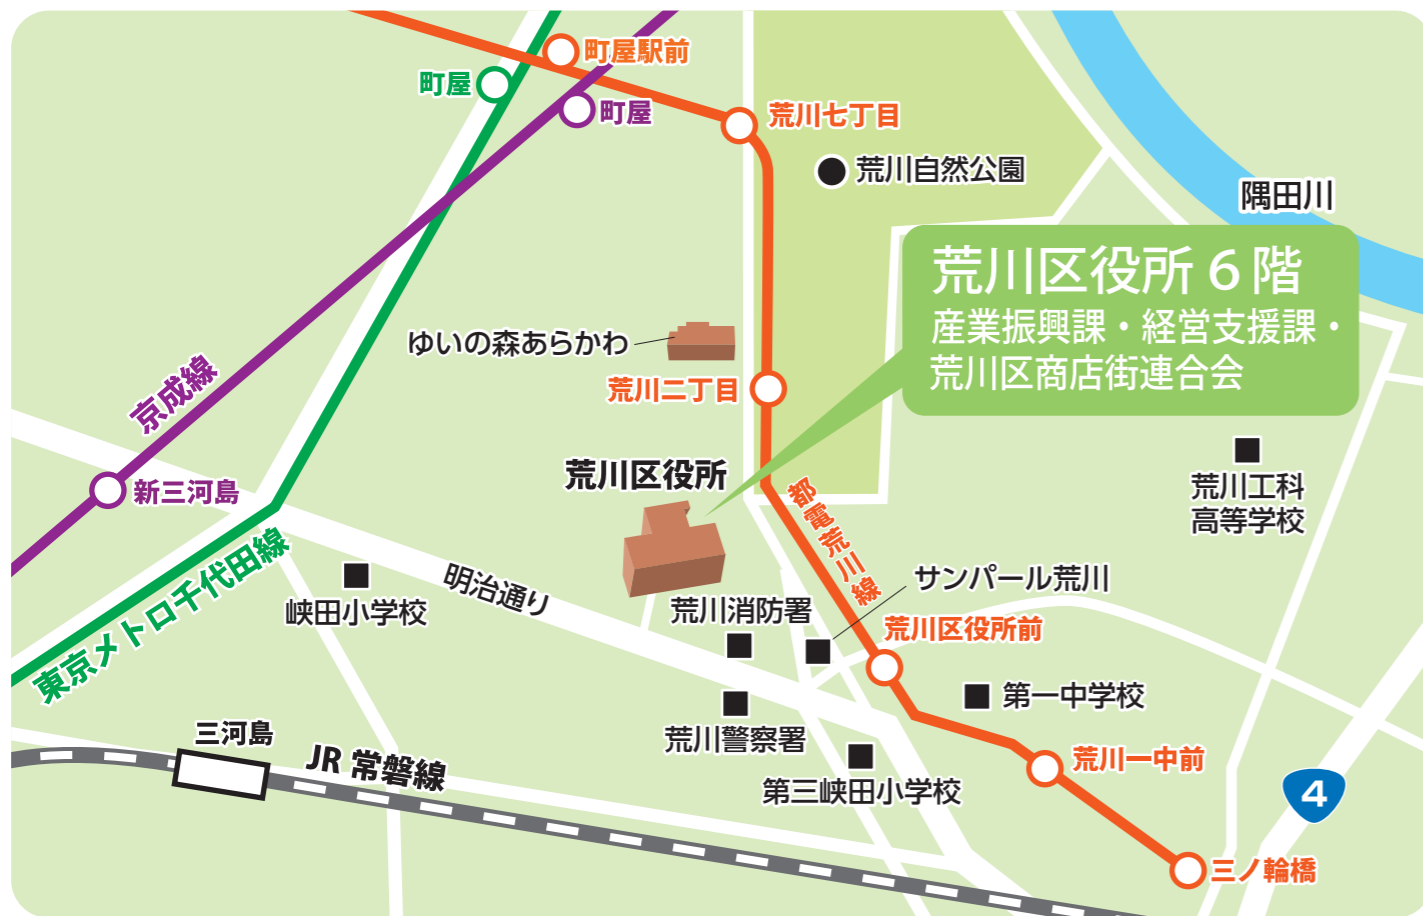 町屋駅前
町屋
町屋
荒川七丁目
荒川自然公園
隅田川
荒川区役所 6 階
産業振興課・経営支援課・
荒川区商店街連合会
ゆいの森あらかわ
荒川二丁目
京成線
新三河島
荒川区役所
荒川工科
高等学校
都電荒川線
東京メトロ千代田線
明治通り
峡田小学校
サンパール荒川
荒川消防署
荒川区役所前
第一中学校
荒川警察署
三河島
JR 常磐線
荒川一中前
第三峡田小学校
4
三ノ輪橋